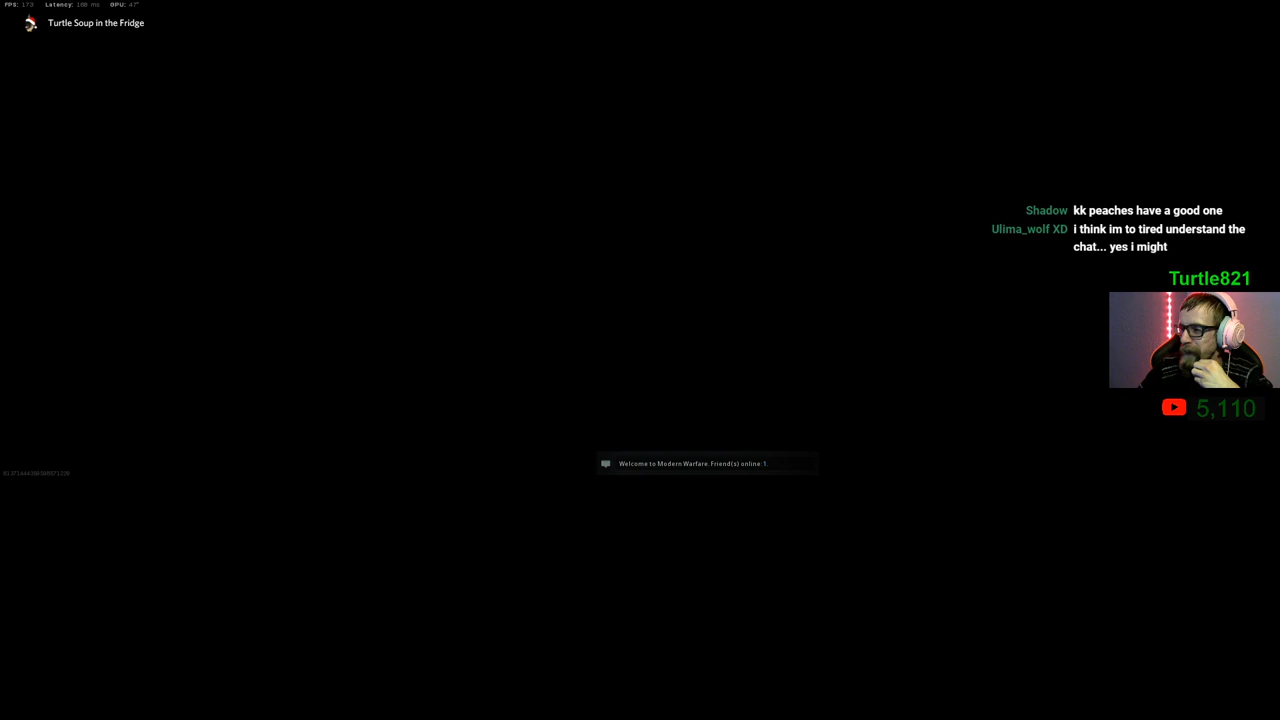 FPS: 173 Latency: 166 ms GPU: 47°
Turtle Soup in the Fridge
Shadow kk peaches have a good one
Ulima_wolf XD i think im to tired understand the
chat... yes i might
Turtle821
5,110
Welcome to Modern Warfare. Friend(s) online: 1.